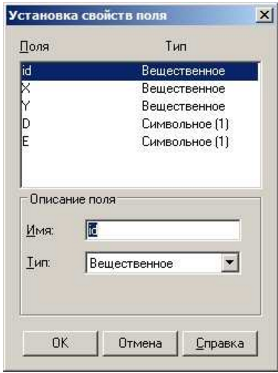 Установка свойств поля
Поля Тип
id Вещественное
X Вещественное
Y Вещественное
D Символьное (1)
E Символьное (1)
Описание поля
Имя: id
Тип: Вещественное
OK Отмена Справка